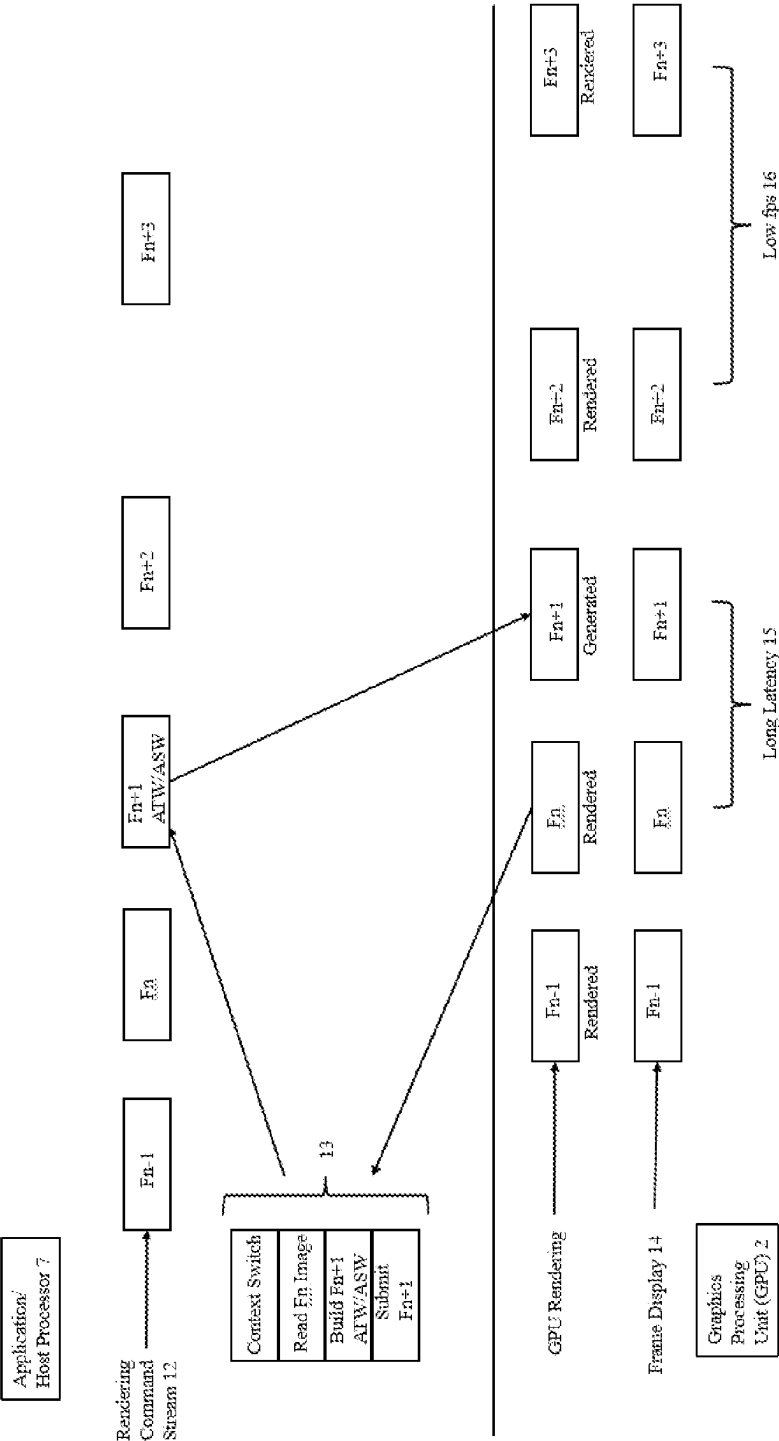 Application/
Host Processor 7
Rendering
Command
Stream 12
Fn-1
Fn
Fn+1
ATW/ASW
Fn+2
Fn+3
Context Switch
Read Fn Image
Build Fn+1
ATW/ASW
Submit
Fn+1
13
GPU Rendering
Fn-1
Rendered
Fn
Rendered
Fn+1
Generated
Fn+2
Rendered
Fn+3
Rendered
Frame Display 14
Fn-1
Fn
Fn+1
Fn+2
Fn+3
Graphics
Processing
Unit (GPU) 2
Long Latency 15
Low fps 16